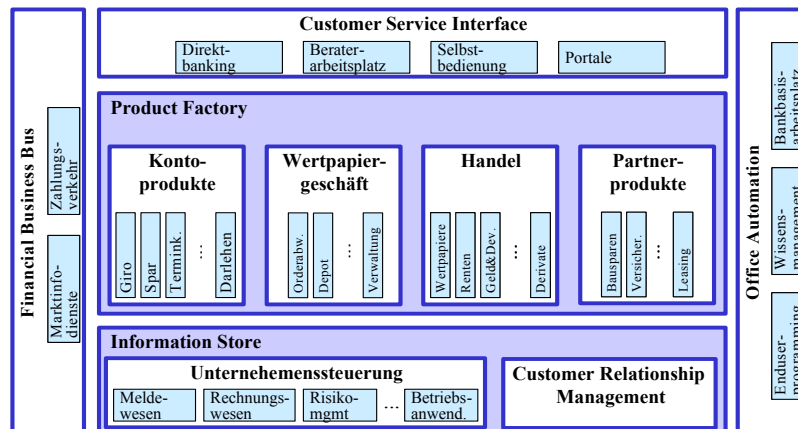 Financial Business Bus
Zahlungs-
verkehr
Marktinfo-
dienste
Customer Service Interface
Direkt-
banking
Berater-
arbeitsplatz
Selbst-
bedienung
Portale
Product Factory
Konto-
produkte
Giro
Spar
Termink.
...
Darlehen
Wertpapier-
geschäft
Orderabw.
Depot
...
Verwaltung
Handel
Wertpapiere
Renten
Geld&Dev.
...
Derivate
Partner-
produkte
Bausparen
Versicher.
...
Leasing
Information Store
Unternehemenssteuerung
Melde-
wesen
Rechnungs-
wesen
Risiko-
mgmt
...
Betriebs-
anwend.
Customer Relationship
Management
Office Automation
Bankbasis-
arbeitsplatz
Wissens-
management
Enduser-
programming